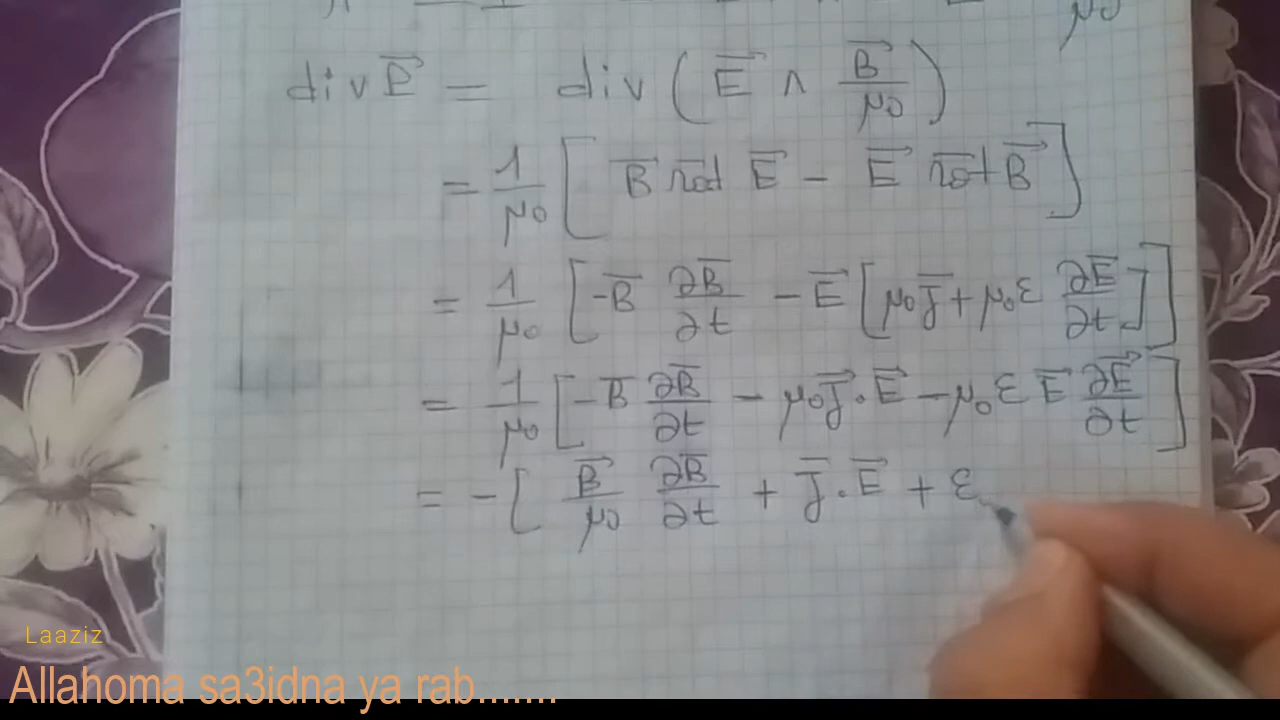 μ0
div P⃗ = div ( E⃗ ∧ B⃗/μ0 )
= 1/μ0 [ B⃗ rot E⃗ − E⃗ rot B⃗ ]
= 1/μ0 [ −B⃗ ∂B⃗/∂t − E⃗ [ μ0 J⃗ + μ0 ε ∂E⃗/∂t ] ]
= 1/μ0 [ −B⃗ ∂B⃗/∂t − μ0 J⃗ . E⃗ − μ0 ε E⃗ ∂E⃗/∂t ]
= − [ B⃗/μ0 ∂B⃗/∂t + J⃗ . E⃗ + ε
Laaziz
Allahoma sa3idna ya rab.......